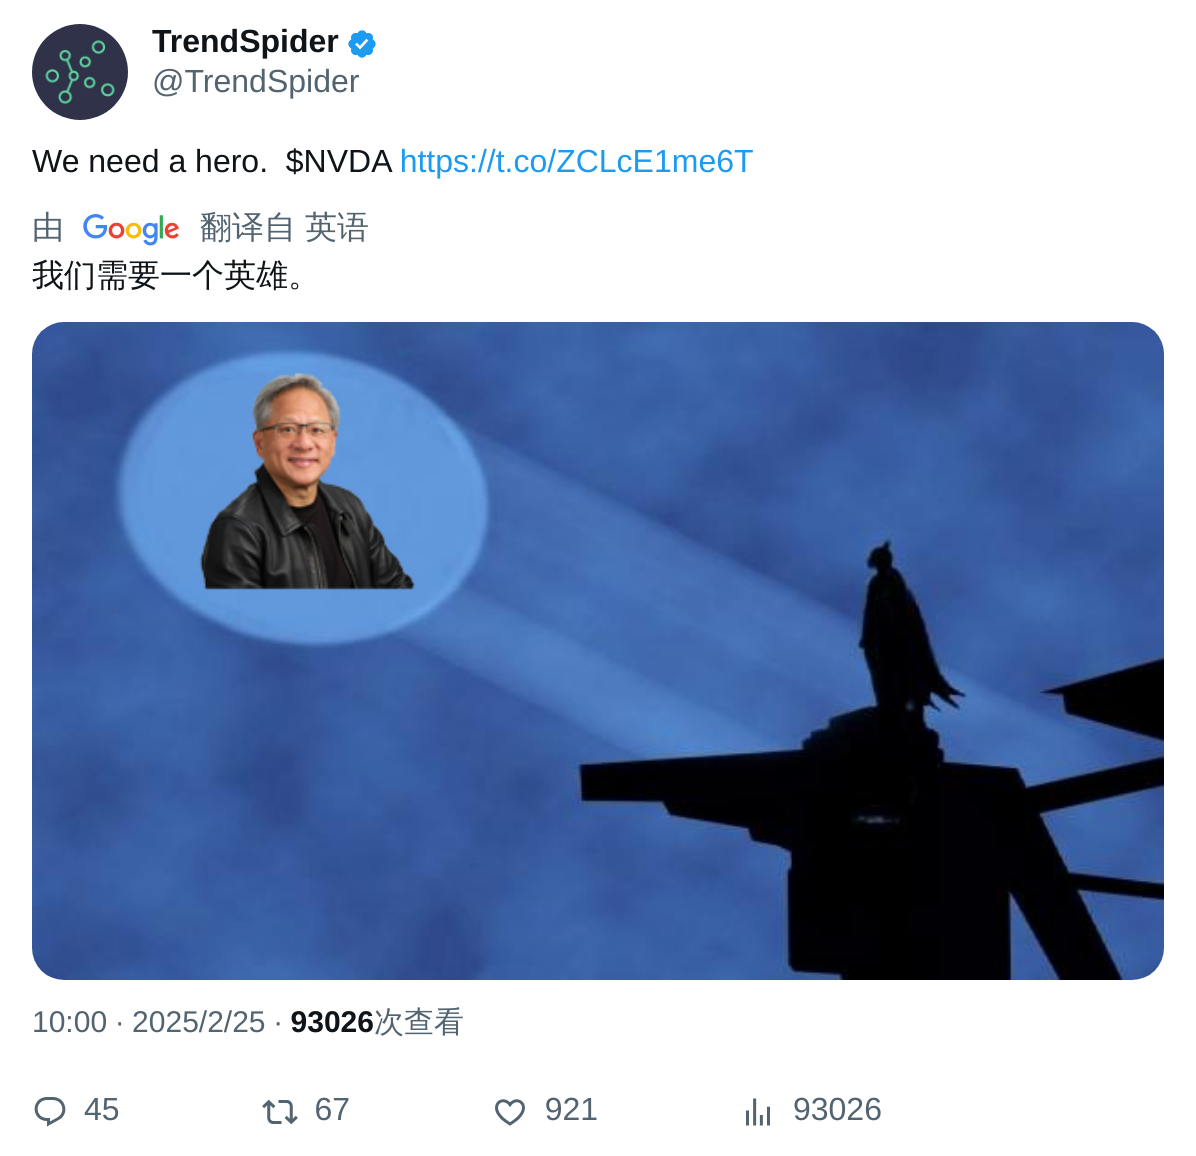 TrendSpider
@TrendSpider
We need a hero.  $NVDA https://t.co/ZCLcE1me6T
由 Google 翻译自 英语
我们需要一个英雄。
10:00 · 2025/2/25 · 93026次查看
45 67 921 93026